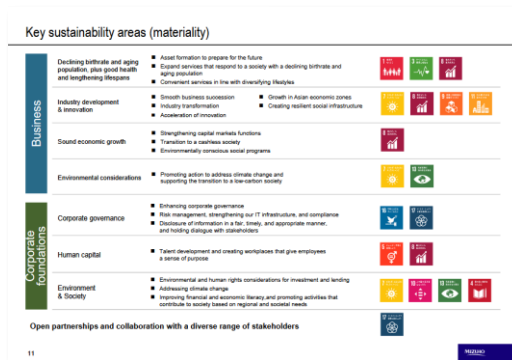 Key sustainability areas (materiality)
Business
Declining birthrate and aging
population, plus good health
and lengthening lifespans
■ Asset formation to prepare for the future
■ Expand services that respond to a society with a declining birthrate and
aging population
■ Convenient services in line with diversifying lifestyles
Industry development
& innovation
■ Smooth business succession
■ Industry transformation
■ Acceleration of innovation
■ Growth in Asian economic zones
■ Creating resilient social infrastructure
Sound economic growth
■ Strengthening capital markets functions
■ Transition to a cashless society
■ Environmentally conscious social programs
Environmental considerations
■ Promoting action to address climate change and
supporting the transition to a low-carbon society
Corporate
foundations
Corporate governance
■ Enhancing corporate governance
■ Risk management, strengthening our IT infrastructure, and compliance
■ Disclosure of information in a fair, timely, and appropriate manner,
and holding dialogue with stakeholders
Human capital
■ Talent development and creating workplaces that give employees
a sense of purpose
Environment
& Society
■ Environmental and human rights considerations for investment and lending
■ Addressing climate change
■ Improving financial and economic literacy,and promoting activities that
contribute to society based on regional and societal needs
Open partnerships and collaboration with a diverse range of stakeholders
11
MIZUHO